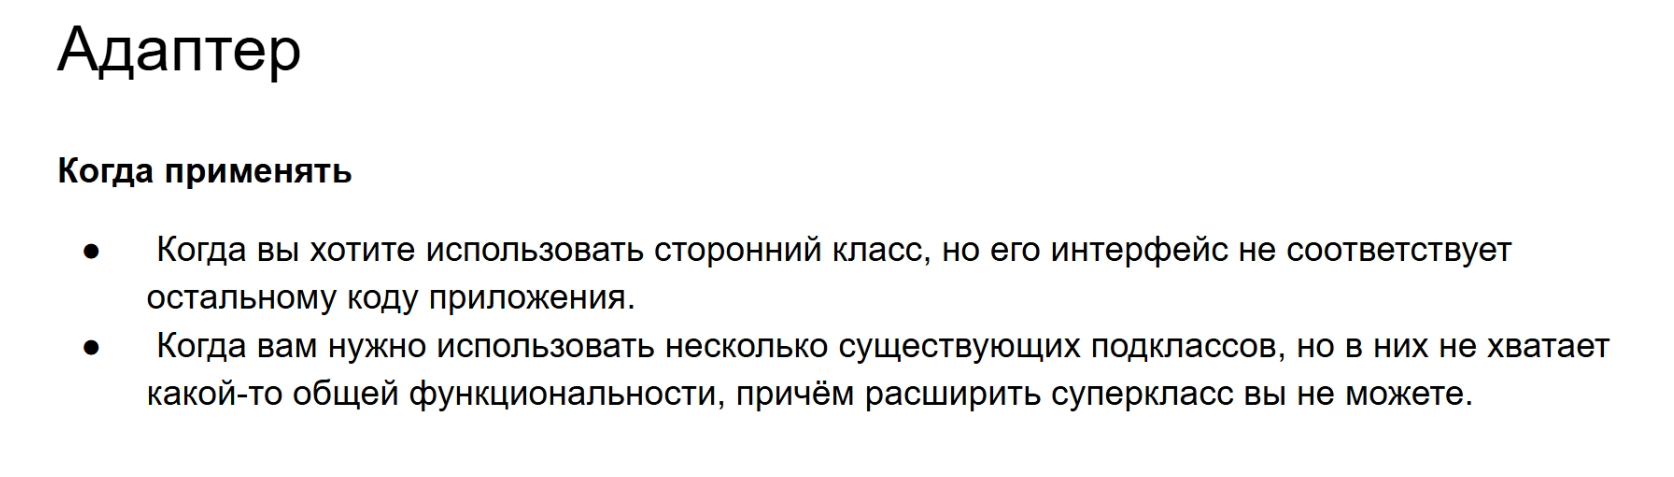 Адаптер
Когда применять
● Когда вы хотите использовать сторонний класс, но его интерфейс не соответствует
остальному коду приложения.
● Когда вам нужно использовать несколько существующих подклассов, но в них не хватает
какой-то общей функциональности, причём расширить суперкласс вы не можете.